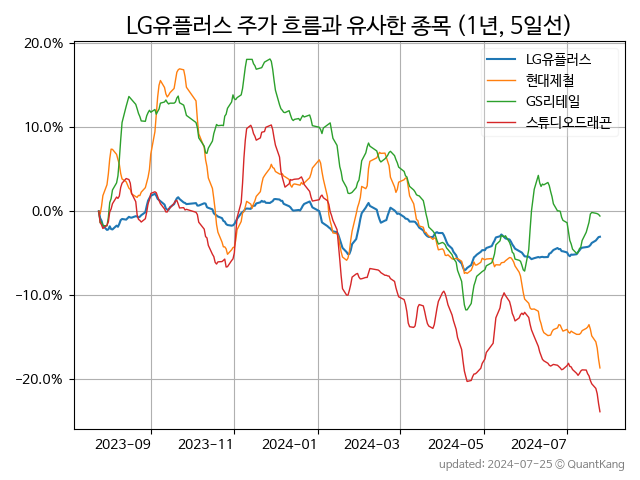 LG유플러스 주가 흐름과 유사한 종목 (1년, 5일선)
LG유플러스
현대제철
GS리테일
스튜디오드래곤
20.0%
10.0%
0.0%
−10.0%
−20.0%
2023−09
2023−11
2024−01
2024−03
2024−05
2024−07
updated: 2024-07-25 © QuantKang